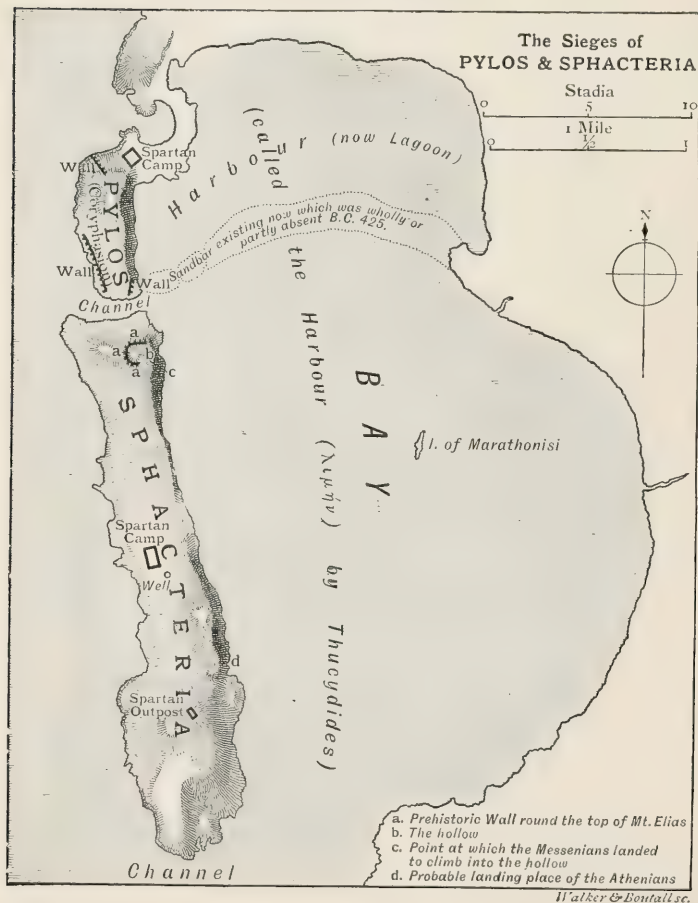 The Sieges of
PYLOS & SPHACTERIA
Stadia
0 5 10
1 Mile
0 ½ 1
Harbour (now Lagoon)
(called the Harbour (λιμήν) by Thucydides)
Sandbar existing now which was wholly or
partly absent B.C. 425.
Spartan
Camp
Wall
PYLOS
(Coryphasium)
Wall
Wall
Channel
N
a
a b
a c
SPHACTERIA
BAY
I. of Marathonisi
Spartan
Camp
Well
d
Spartan
Outpost
Channel
a. Prehistoric Wall round the top of Mt. Elias
b. The hollow
c. Point at which the Messenians landed
to climb into the hollow
d. Probable landing place of the Athenians
Walker & Boutall sc.